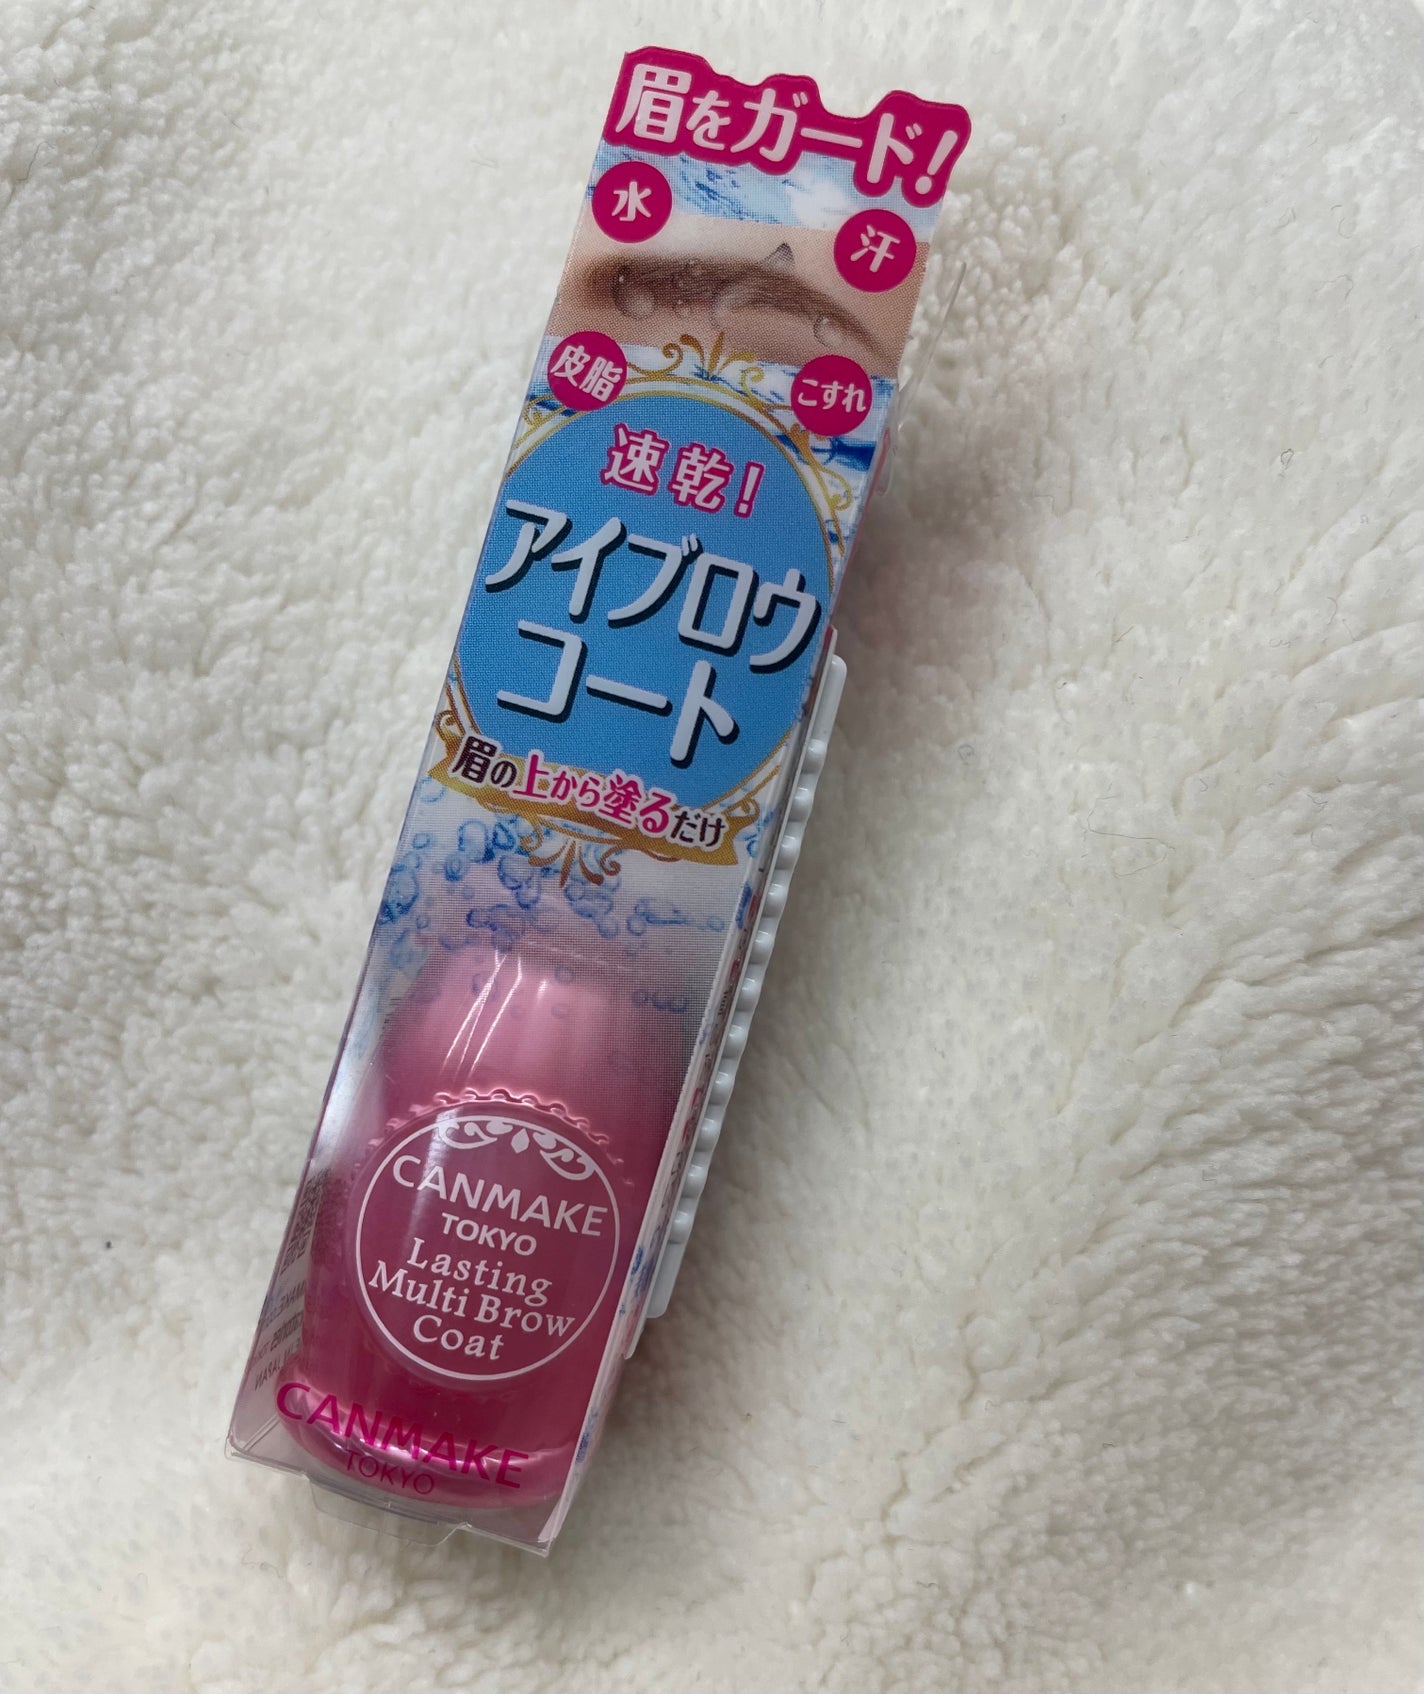 眉をガード!
水
汗
皮脂
こすれ
速乾!
アイブロウ
コート
眉の上から塗るだけ
CANMAKE
TOKYO
Lasting
Multi Brow
Coat
CANMAKE
TOKYO